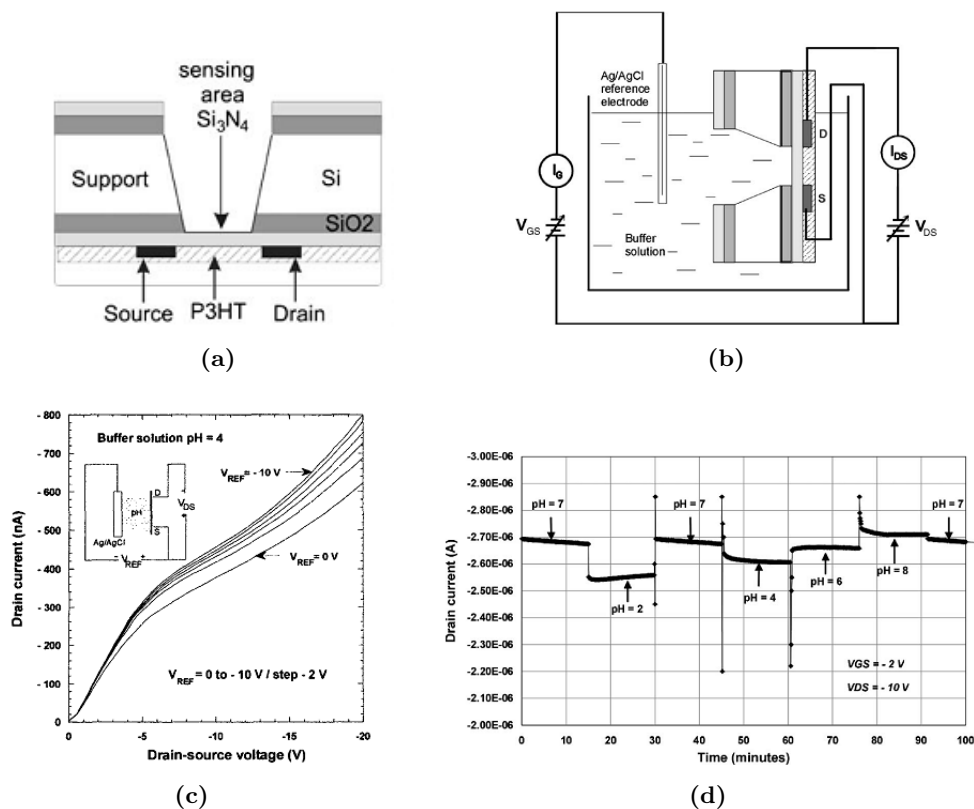 sensing
area
Si3N4
Support
Si
SiO2
Source
P3HT
Drain
(a)
Ag/AgCl
reference
electrode
D
IG
IDS
S
VGS
VDS
Buffer
solution
(b)
- 800
- 700
- 600
- 500
- 400
- 300
- 200
- 100
0
Drain current (nA)
Buffer solution pH = 4
VREF= - 10 V
D
pH
VDS
S
Ag/AgCl
- VREF+
VREF= 0 V
VREF = 0 to - 10 V / step - 2 V
0
-5
-10
-15
-20
Drain-source voltage (V)
(c)
-3.00E-06
-2.90E-06
-2.80E-06
-2.70E-06
-2.60E-06
-2.50E-06
-2.40E-06
-2.30E-06
-2.20E-06
-2.10E-06
-2.00E-06
Drain current (A)
pH = 7
pH = 7
pH = 7
pH = 2
pH = 4
pH = 6
pH = 8
VGS = - 2 V
VDS = - 10 V
0
10
20
30
40
50
60
70
80
90
100
Time (minutes)
(d)